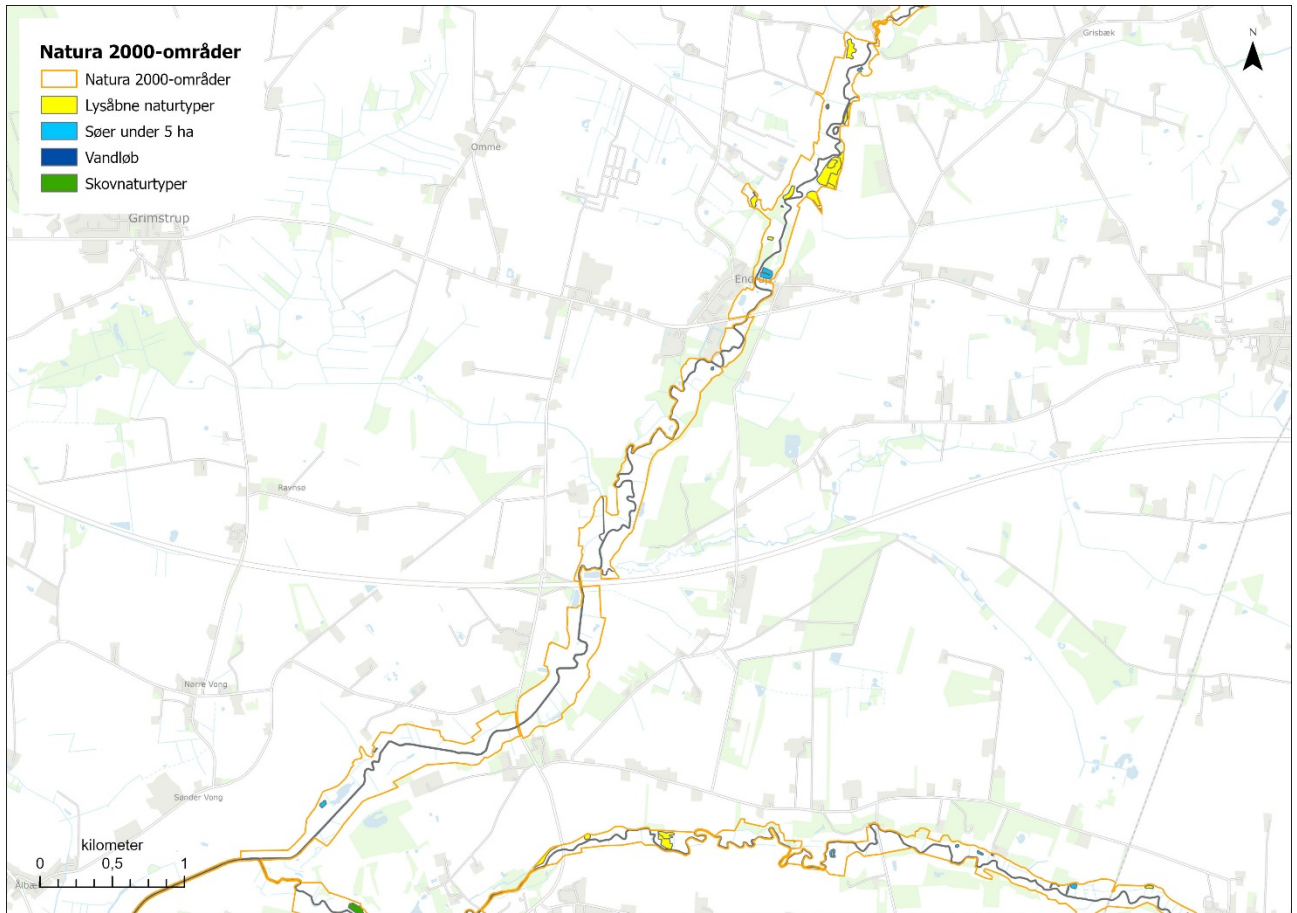 Natura 2000-områder
Natura 2000-områder
Lysåbne naturtyper
Søer under 5 ha
Vandløb
Skovnaturtyper
N
Grisbæk
Omme
Grimstrup
Ravnsø
Nørre Vong
Sønder Vong
kilometer
0 0,5 1